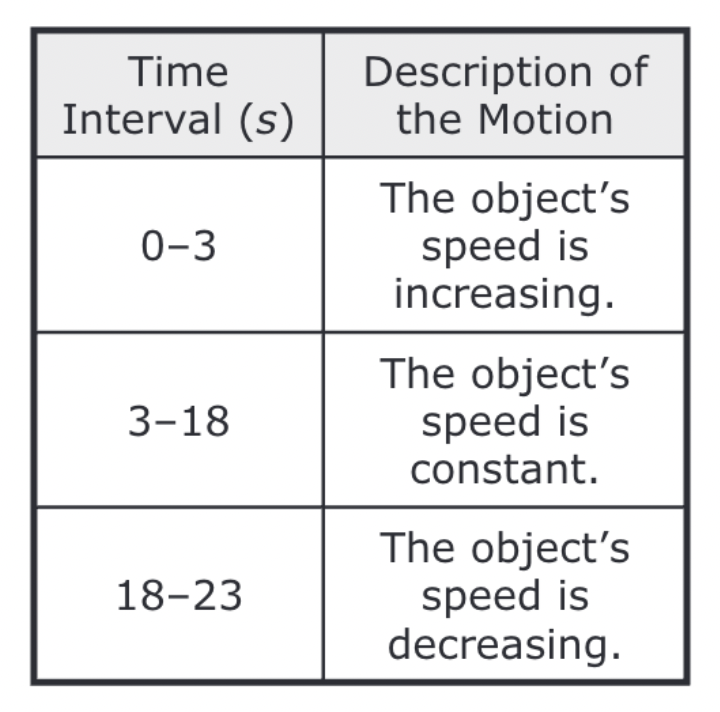 Time
Interval (s)
Description of
the Motion
0–3
The object’s
speed is
increasing.
3–18
The object’s
speed is
constant.
18–23
The object’s
speed is
decreasing.